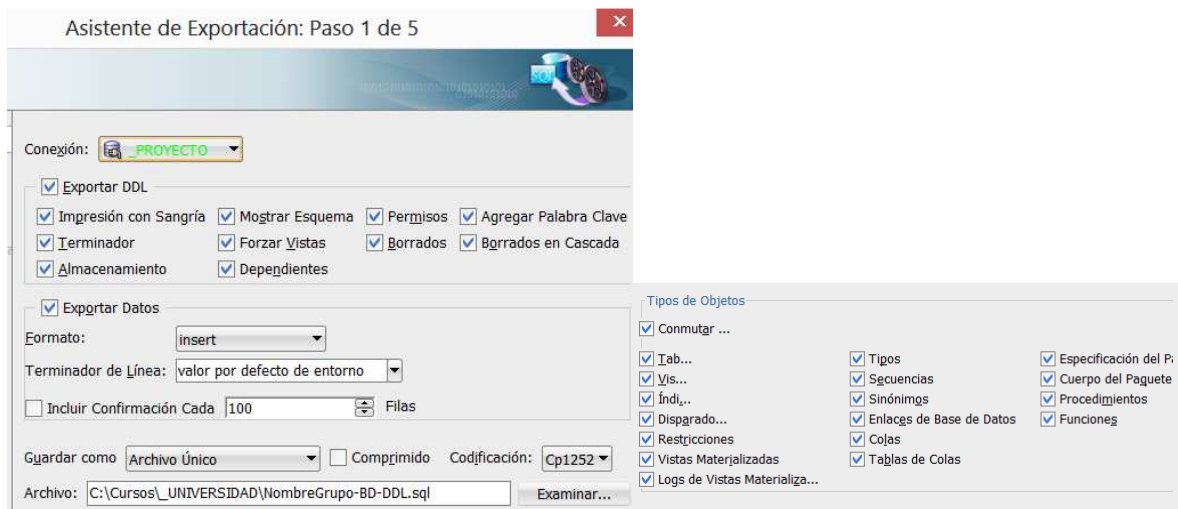 Asistente de Exportación: Paso 1 de 5
SQL
Conexión: _PROYECTO
Exportar DDL
Impresión con Sangría Mostrar Esquema Permisos Agregar Palabra Clave
Terminador Forzar Vistas Borrados Borrados en Cascada
Almacenamiento Dependientes
Exportar Datos
Formato: insert
Terminador de Línea: valor por defecto de entorno
Incluir Confirmación Cada 100 Filas
Guardar como Archivo Único Comprimido Codificación: Cp1252
Archivo: C:\Cursos\_UNIVERSIDAD\NombreGrupo-BD-DDL.sql Examinar...
Tipos de Objetos
Conmutar ...
Tab... Tipos Especificación del Pa
Vis... Secuencias Cuerpo del Paquete
Índi... Sinónimos Procedimientos
Disparado... Enlaces de Base de Datos Funciones
Restricciones Colas
Vistas Materializadas Tablas de Colas
Logs de Vistas Materializa...